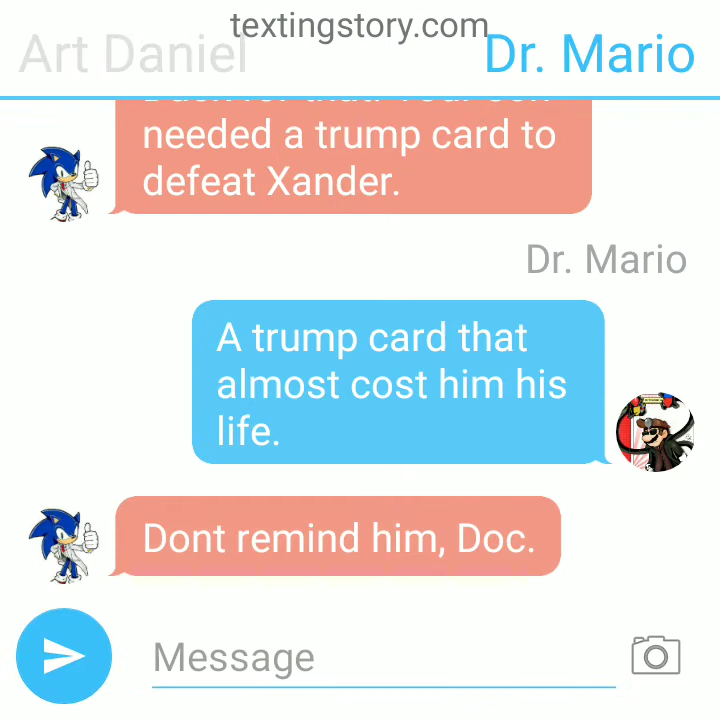 textingstory.com
Art Daniel
Dr. Mario
needed a trump card to
defeat Xander.
Dr. Mario
A trump card that
almost cost him his
life.
Dont remind him, Doc.
Message